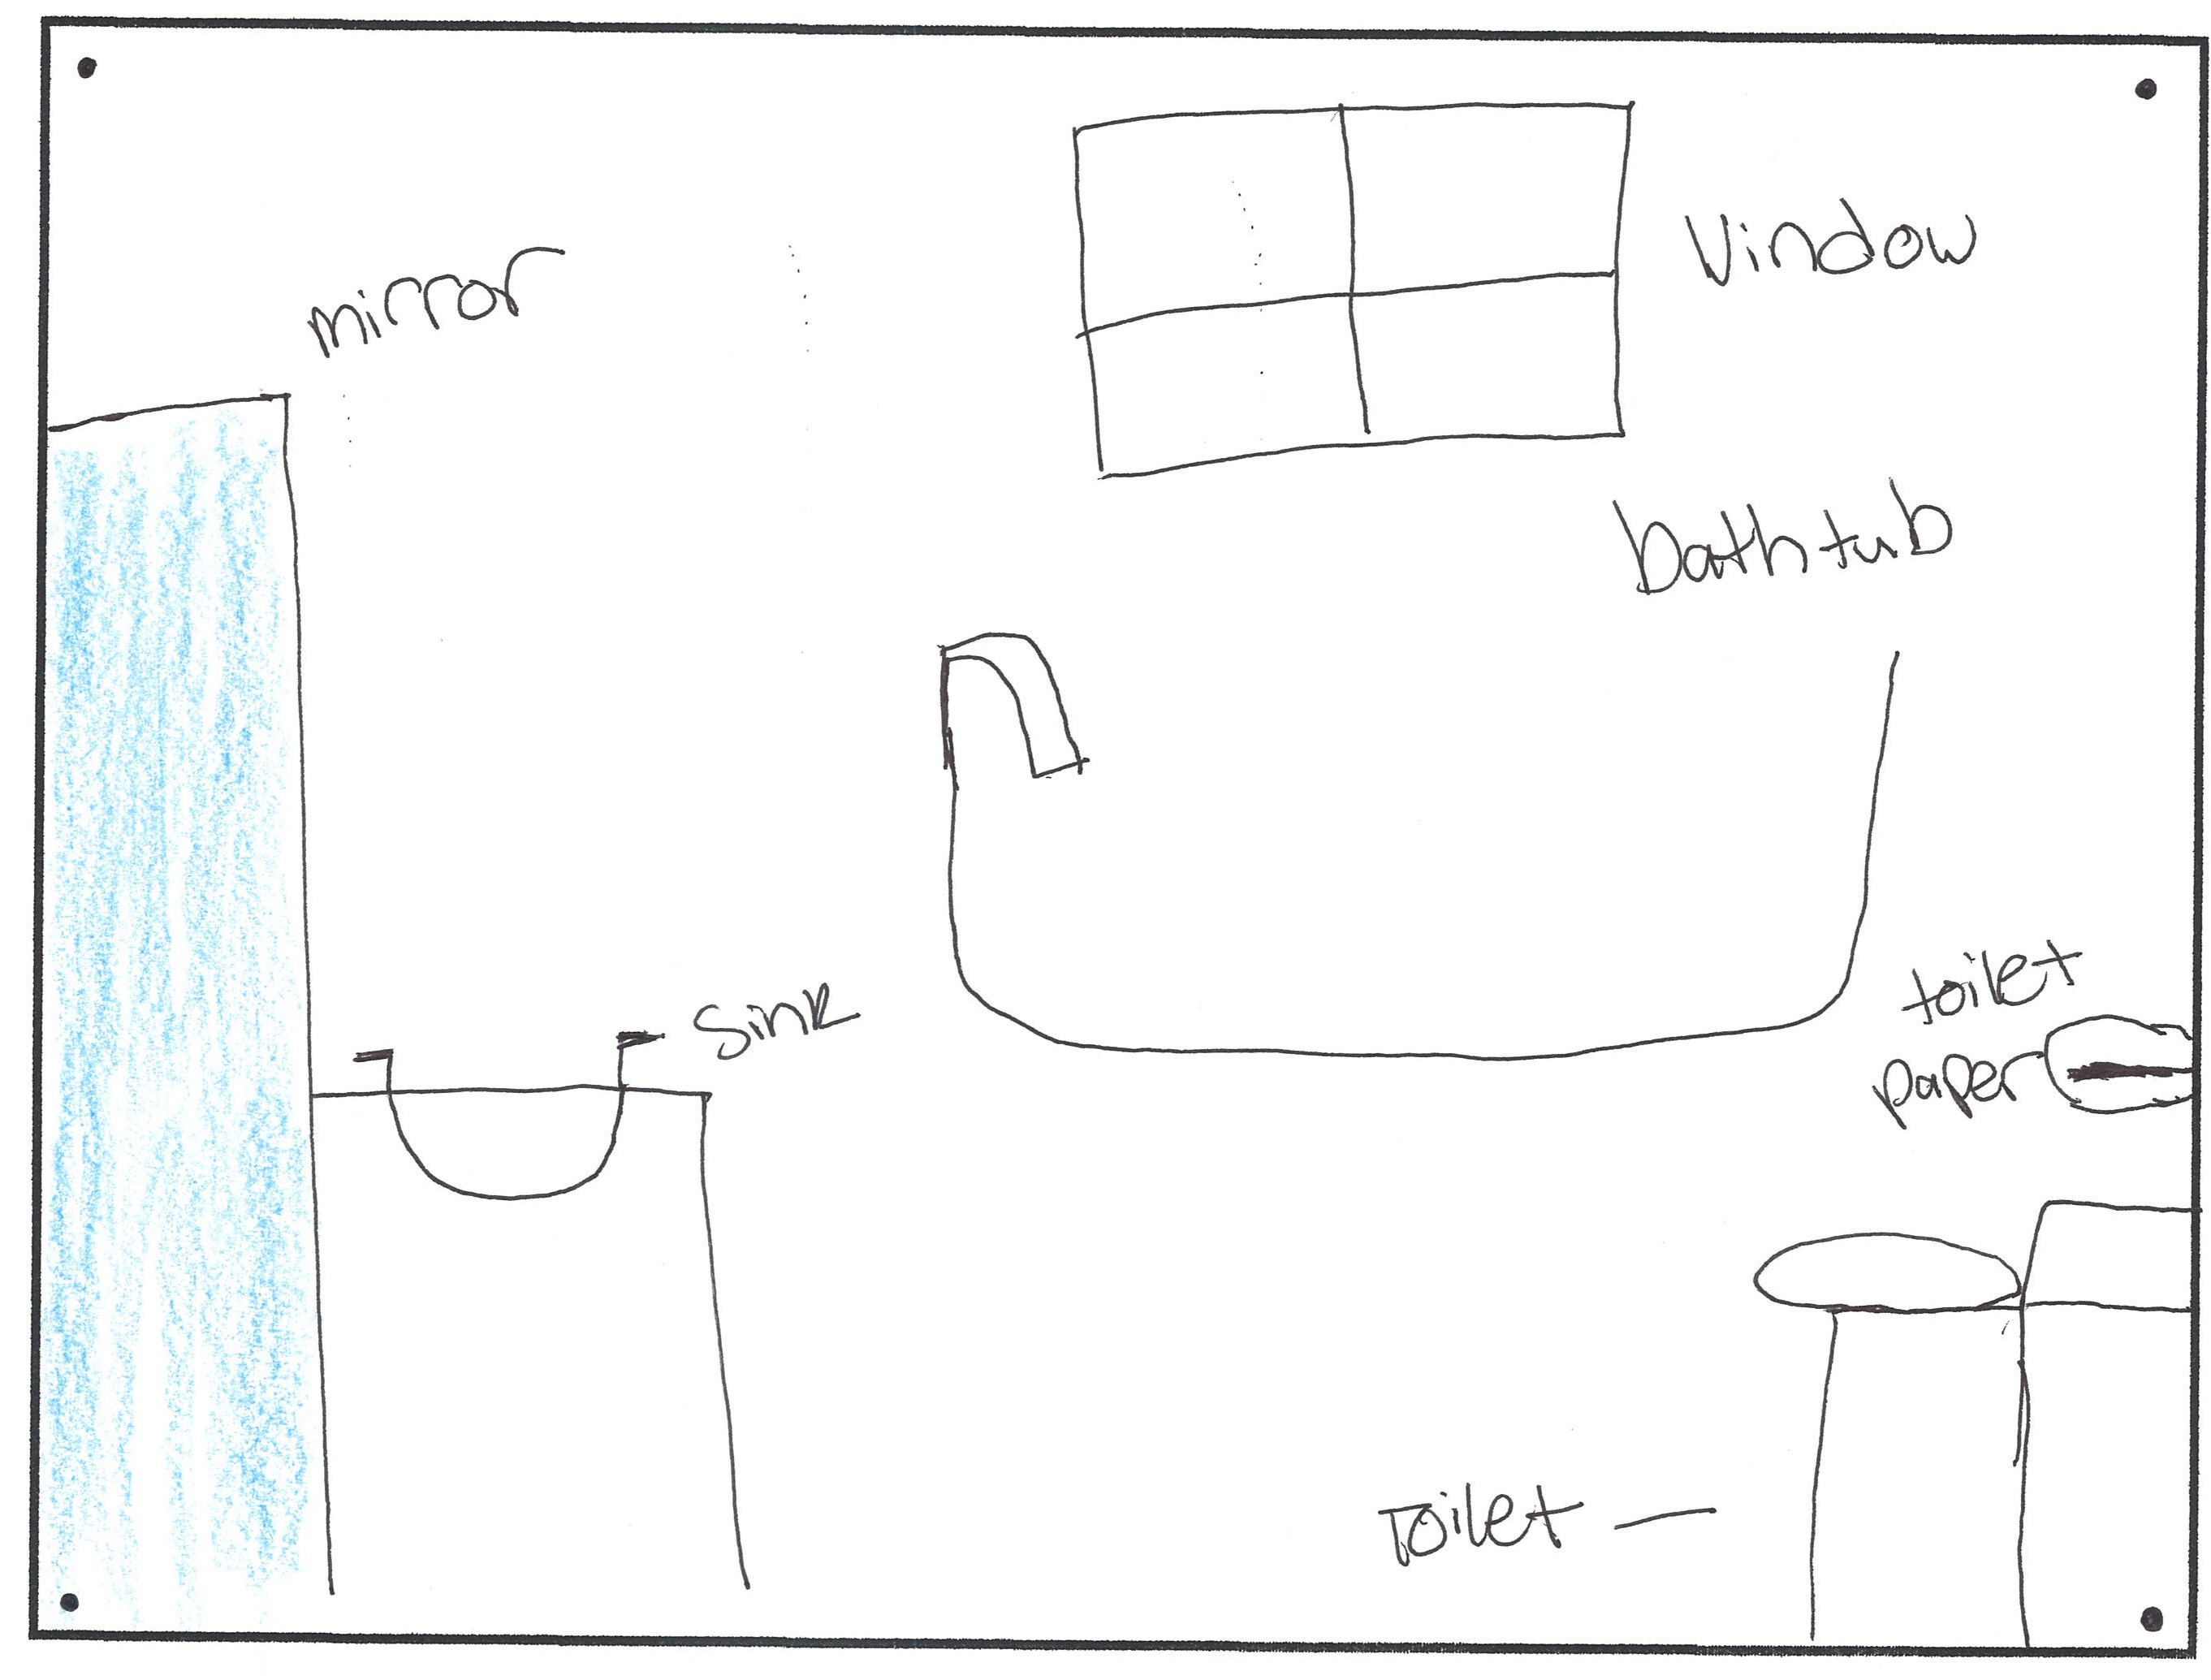 mirror
Vindow
bathtub
Sink
toilet
paper
Toilet —